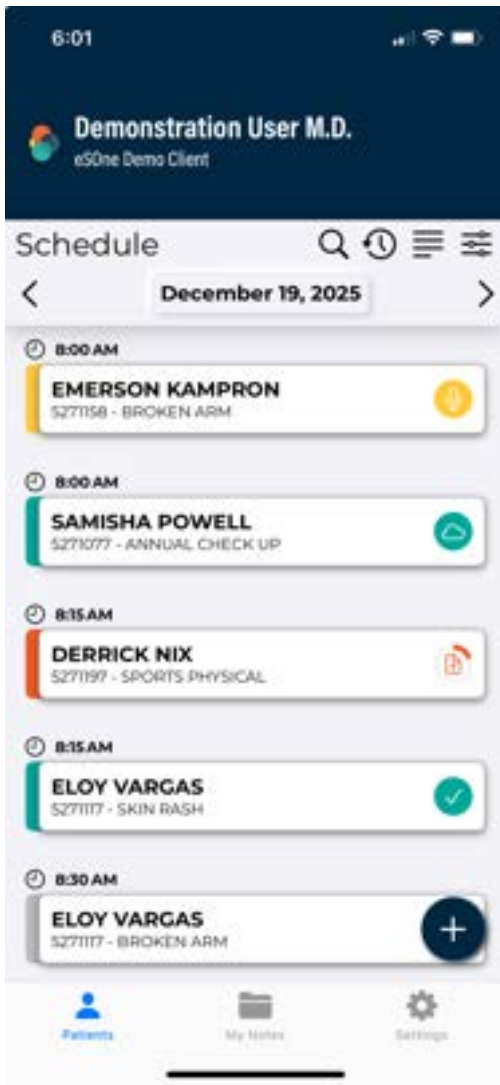 6:01
Demonstration User M.D.
eSOne Demo Client
Schedule
December 19, 2025
8:00 AM
EMERSON KAMPRON
5271158 - BROKEN ARM
8:00 AM
SAMISHA POWELL
5271077 - ANNUAL CHECK UP
8:15 AM
DERRICK NIX
5271197 - SPORTS PHYSICAL
8:15 AM
ELOY VARGAS
5271117 - SKIN RASH
8:30 AM
ELOY VARGAS
5271117 - BROKEN ARM
Patients
My Notes
Settings